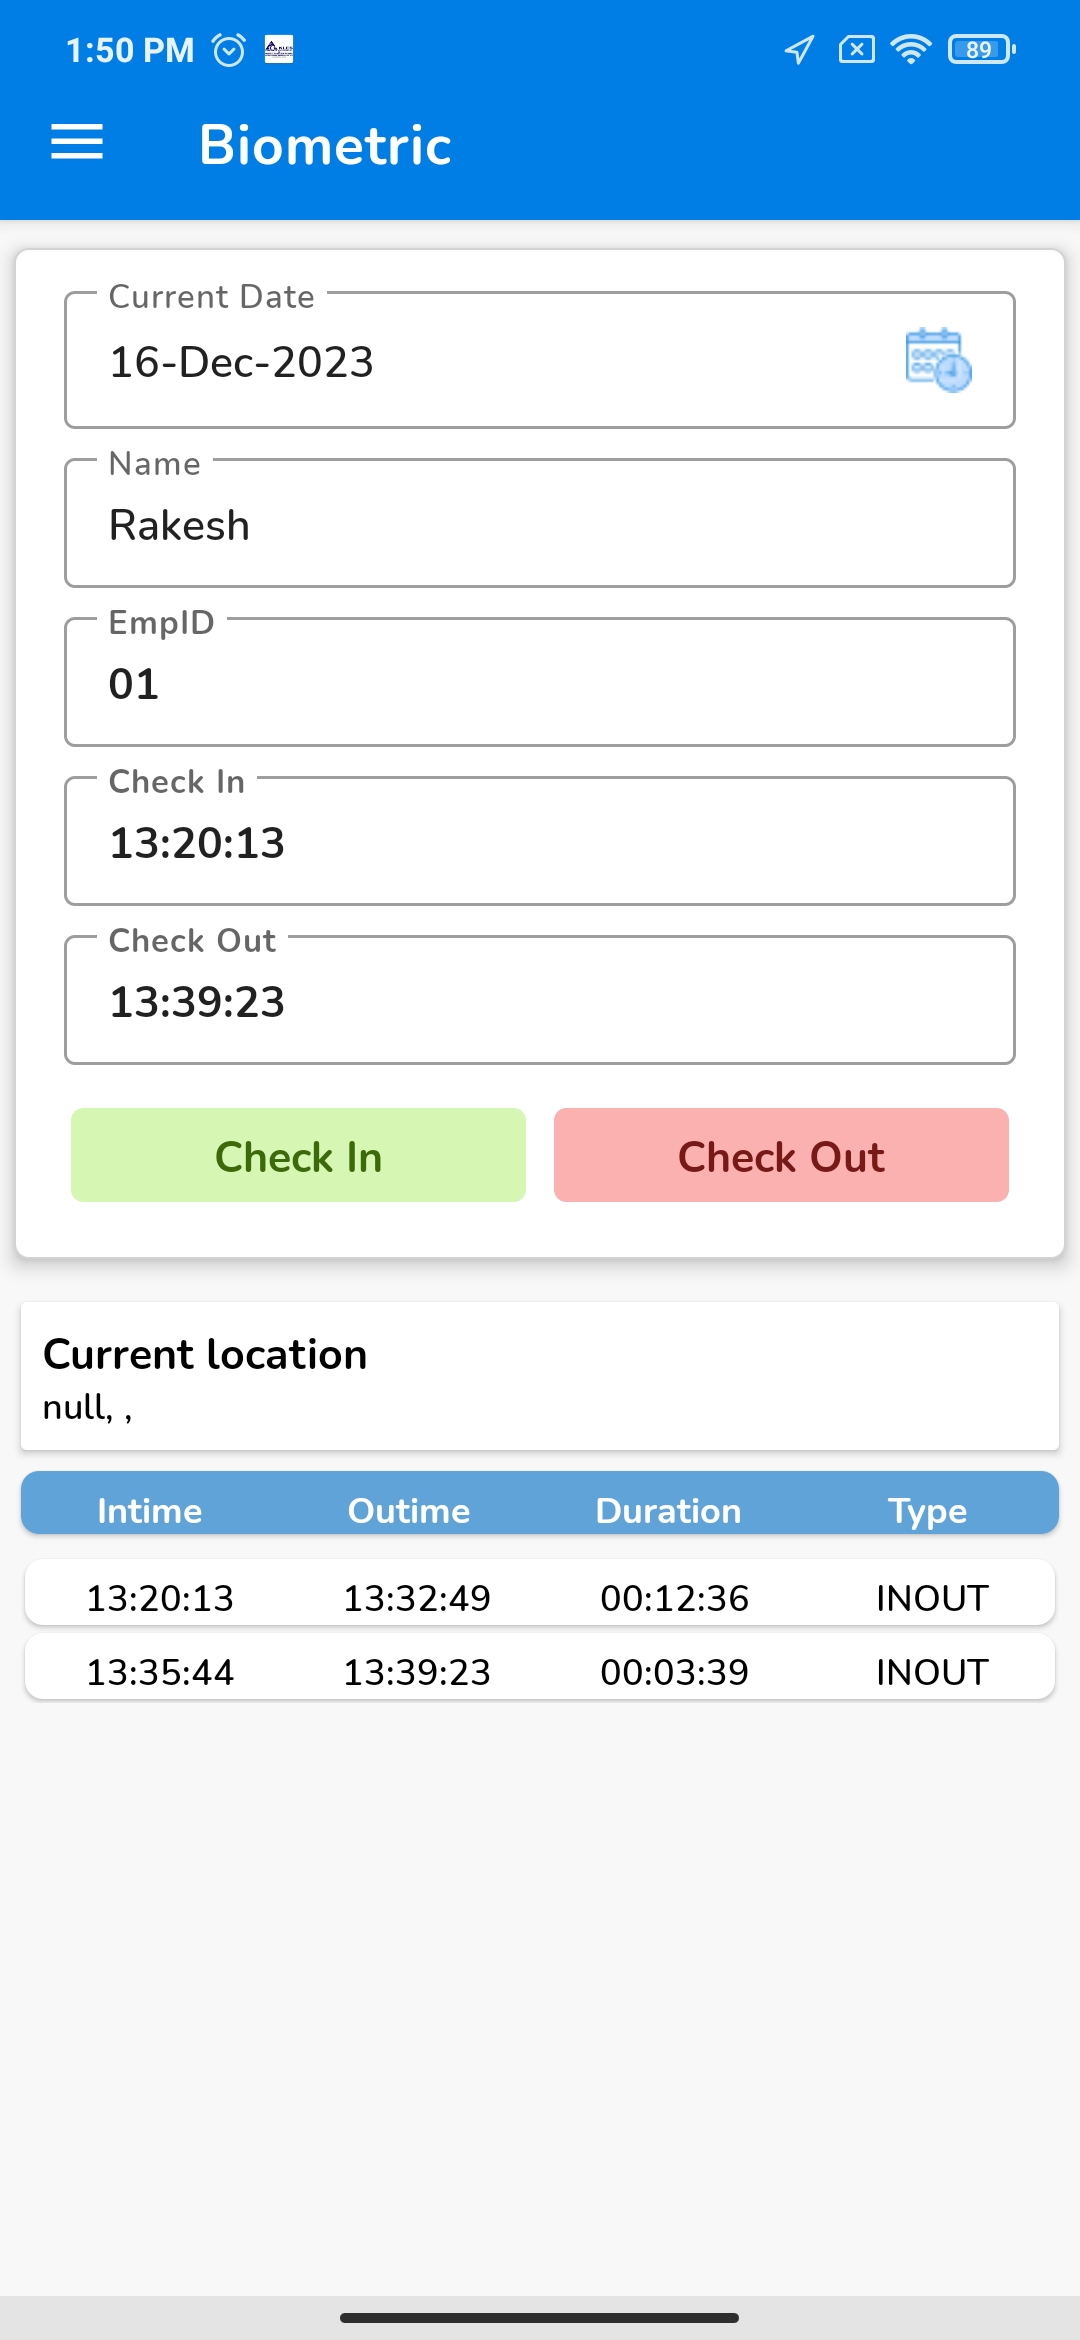 1:50 PM
89
Biometric
Current Date
16-Dec-2023
Name
Rakesh
EmpID
01
Check In
13:20:13
Check Out
13:39:23
Check In Check Out
Current location
null, ,
Intime Outime Duration Type
13:20:13 13:32:49 00:12:36 INOUT
13:35:44 13:39:23 00:03:39 INOUT